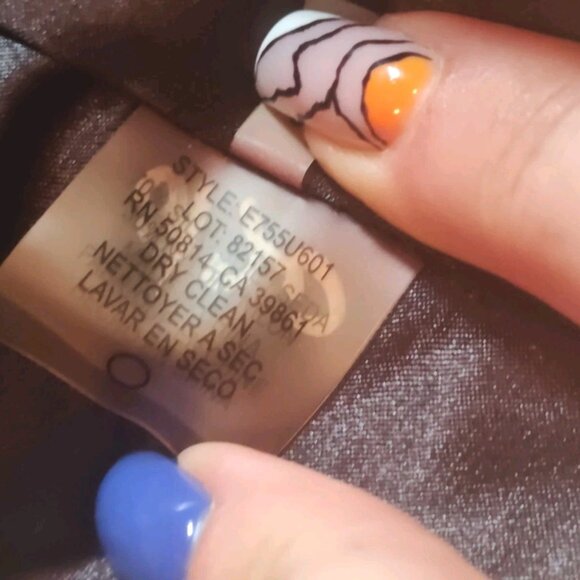 STYLE: E755U601
LOT: 82157
RN 50814 CA 39861
DRY CLEAN
NETTOYER A SEC
LAVAR EN SECO